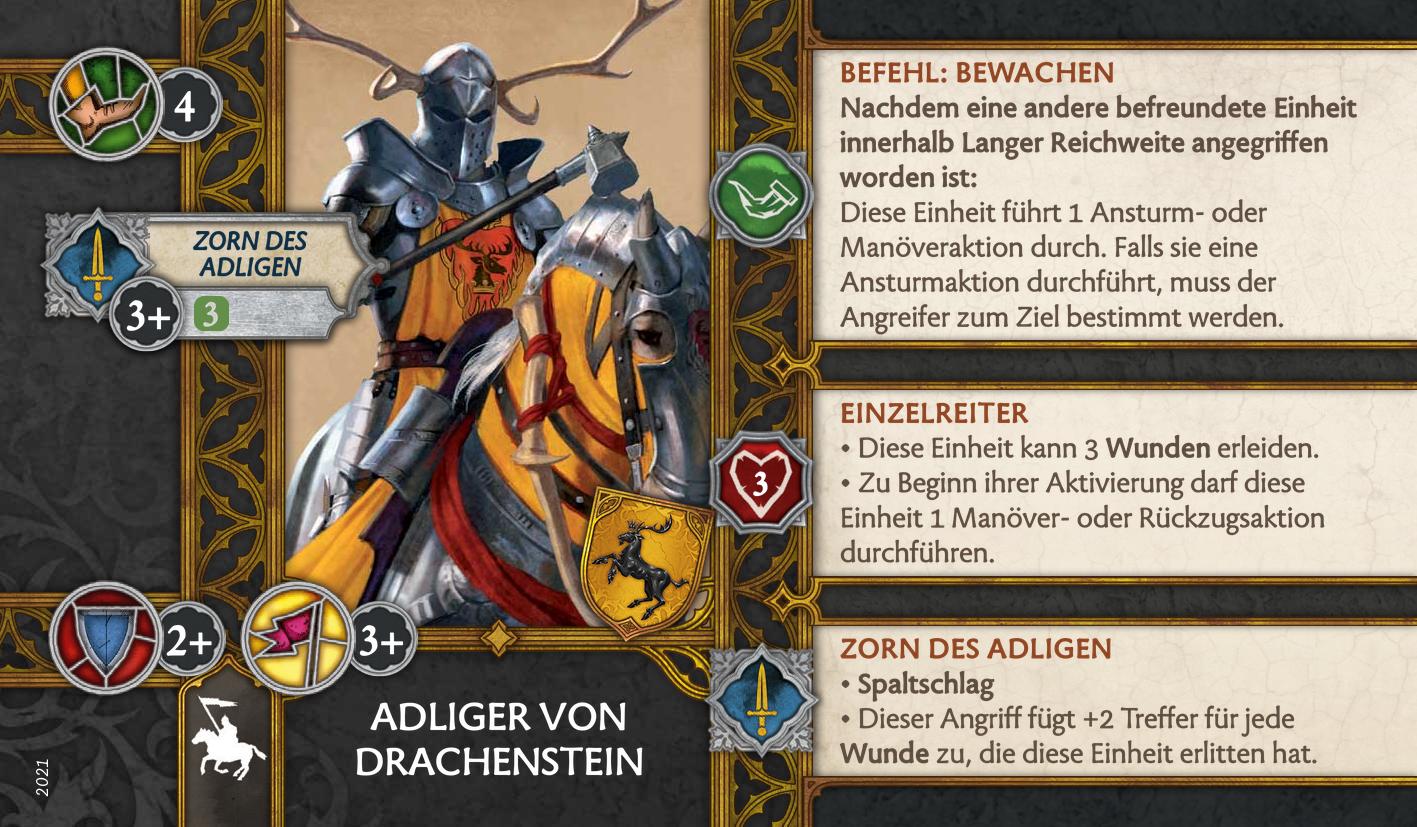 4
ZORN DES
ADLIGEN
3+
3
2+
3+
ADLIGER VON
DRACHENSTEIN
2021
BEFEHL: BEWACHEN
Nachdem eine andere befreundete Einheit
innerhalb Langer Reichweite angegriffen
worden ist:
Diese Einheit führt 1 Ansturm- oder
Manöveraktion durch. Falls sie eine
Ansturmaktion durchführt, muss der
Angreifer zum Ziel bestimmt werden.
3
EINZELREITER
• Diese Einheit kann 3 Wunden erleiden.
• Zu Beginn ihrer Aktivierung darf diese
Einheit 1 Manöver- oder Rückzugsaktion
durchführen.
ZORN DES ADLIGEN
• Spaltschlag
• Dieser Angriff fügt +2 Treffer für jede
Wunde zu, die diese Einheit erlitten hat.